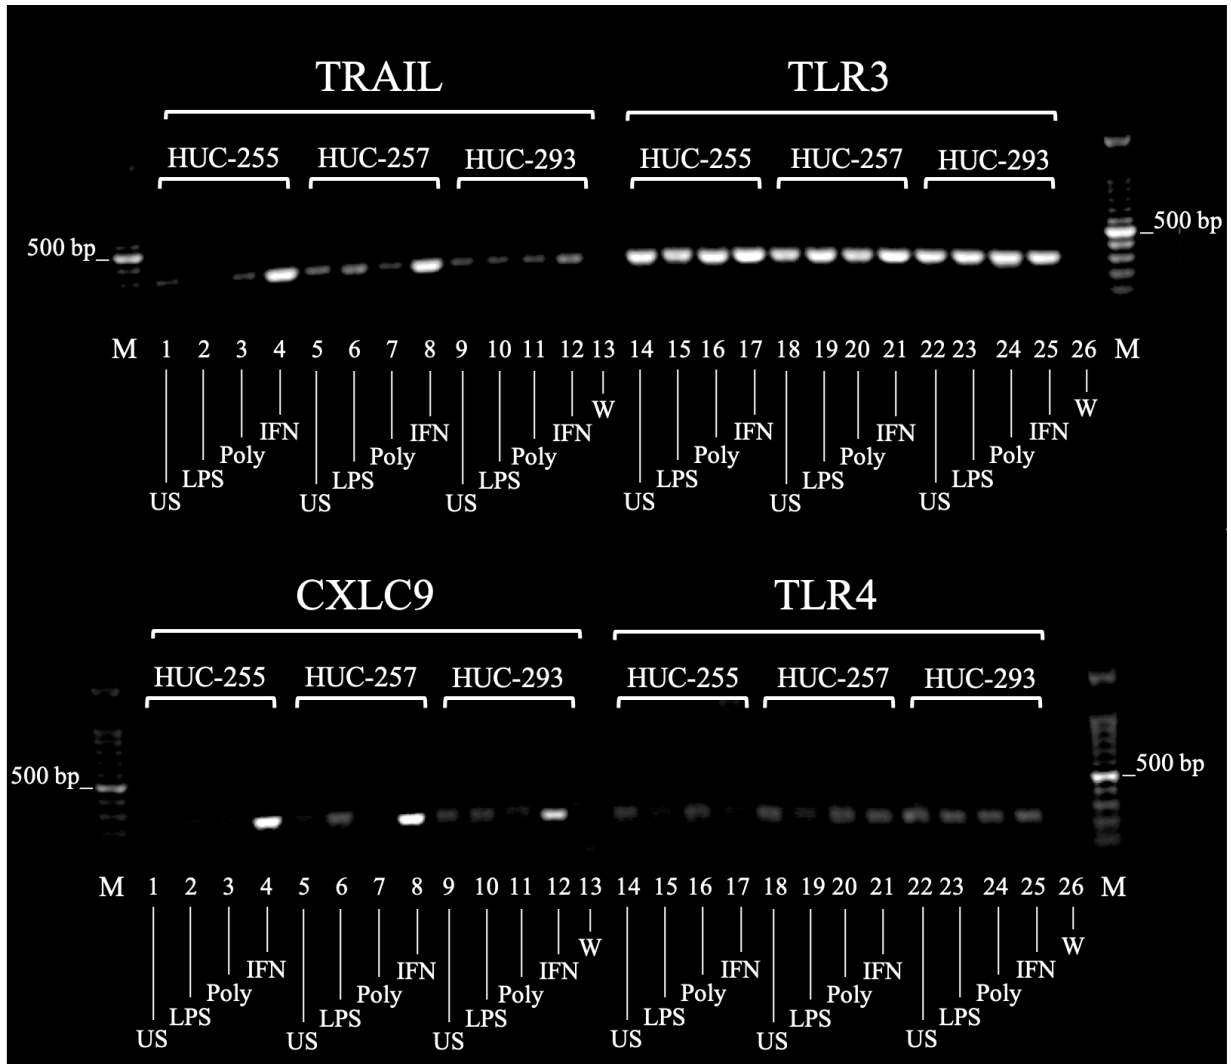 TRAIL TLR3
HUC-255 HUC-257 HUC-293 HUC-255 HUC-257 HUC-293
500 bp_ _500 bp
M 1 2 3 4 5 6 7 8 9 10 11 12 13 14 15 16 17 18 19 20 21 22 23 24 25 26 M
W W
IFN IFN IFN IFN IFN IFN
Poly Poly Poly Poly Poly Poly
LPS LPS LPS LPS LPS LPS
US US US US US US
CXLC9 TLR4
HUC-255 HUC-257 HUC-293 HUC-255 HUC-257 HUC-293
500 bp_ _500 bp
M 1 2 3 4 5 6 7 8 9 10 11 12 13 14 15 16 17 18 19 20 21 22 23 24 25 26 M
W W
IFN IFN IFN IFN IFN IFN
Poly Poly Poly Poly Poly Poly
LPS LPS LPS LPS LPS LPS
US US US US US US